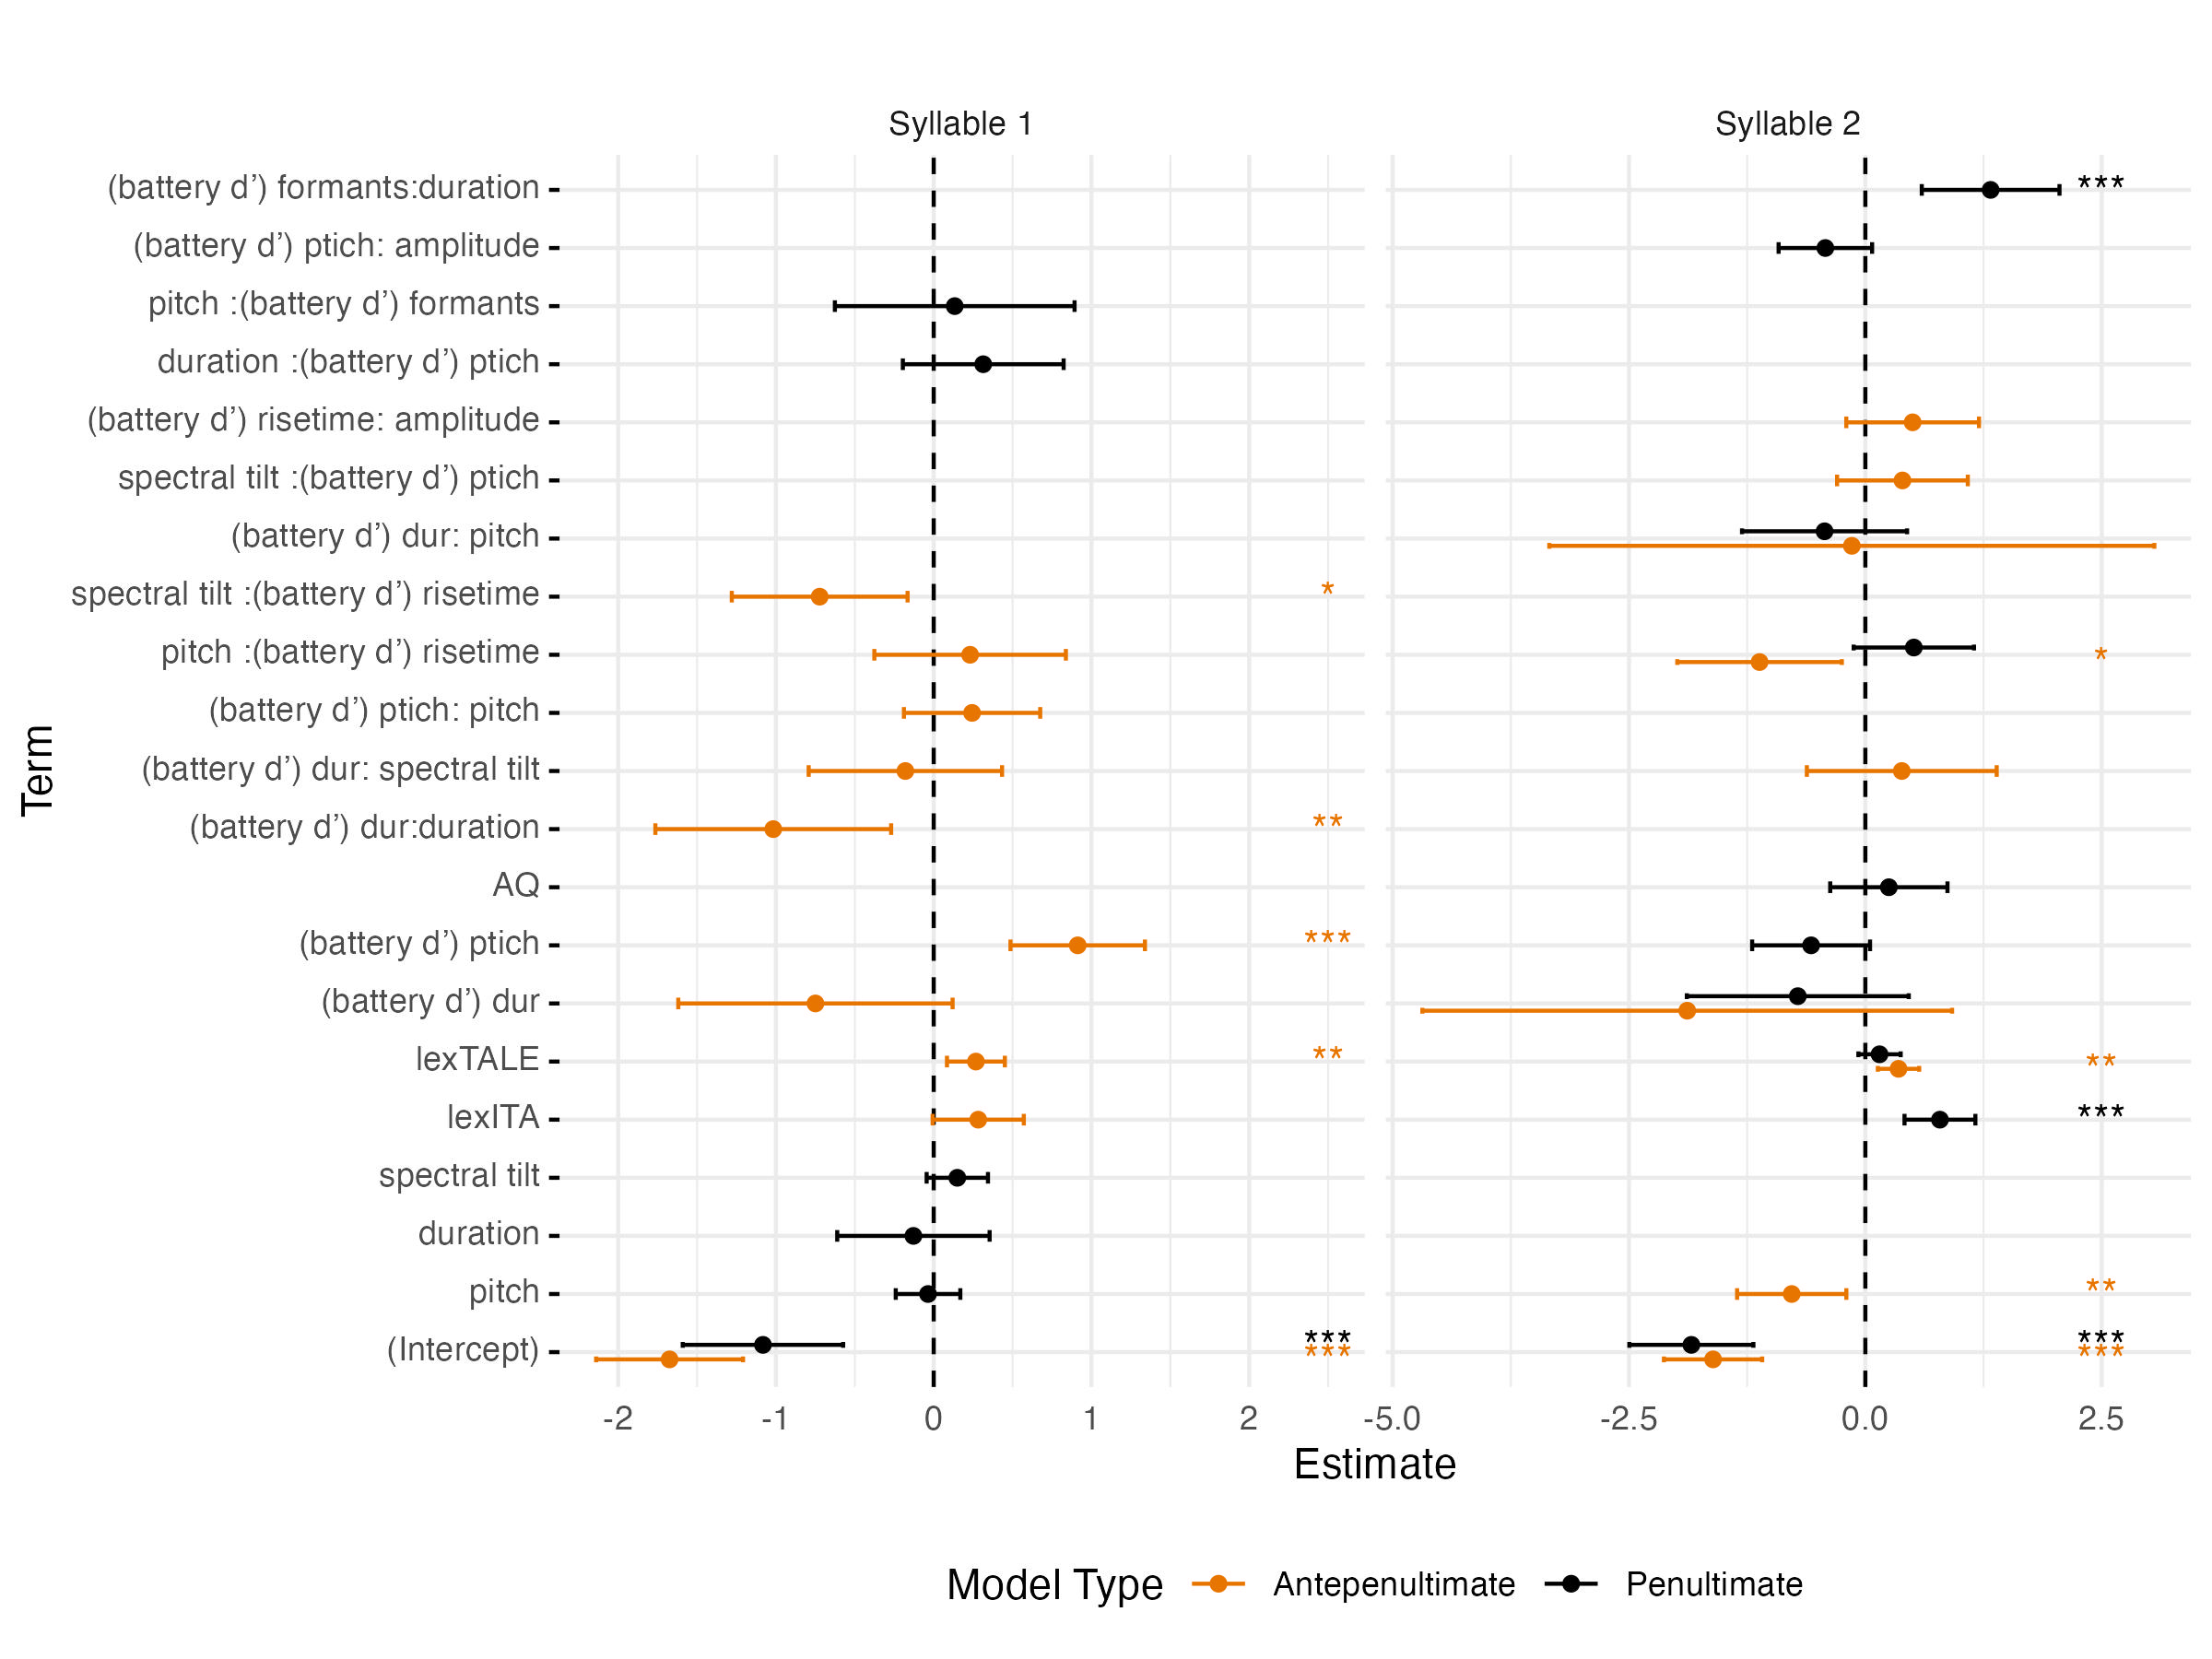 Syllable 1
Syllable 2
(battery d’) formants:duration
***
(battery d’) ptich: amplitude
pitch :(battery d’) formants
duration :(battery d’) ptich
(battery d’) risetime: amplitude
spectral tilt :(battery d’) ptich
(battery d’) dur: pitch
spectral tilt :(battery d’) risetime
*
pitch :(battery d’) risetime
*
(battery d’) ptich: pitch
(battery d’) dur: spectral tilt
(battery d’) dur:duration
**
AQ
(battery d’) ptich
***
(battery d’) dur
lexTALE
**
**
lexITA
***
spectral tilt
duration
pitch
**
(Intercept)
***
***
***
***
Term
-2
-1
0
1
2
-5.0
-2.5
0.0
2.5
Estimate
Model Type
Antepenultimate
Penultimate